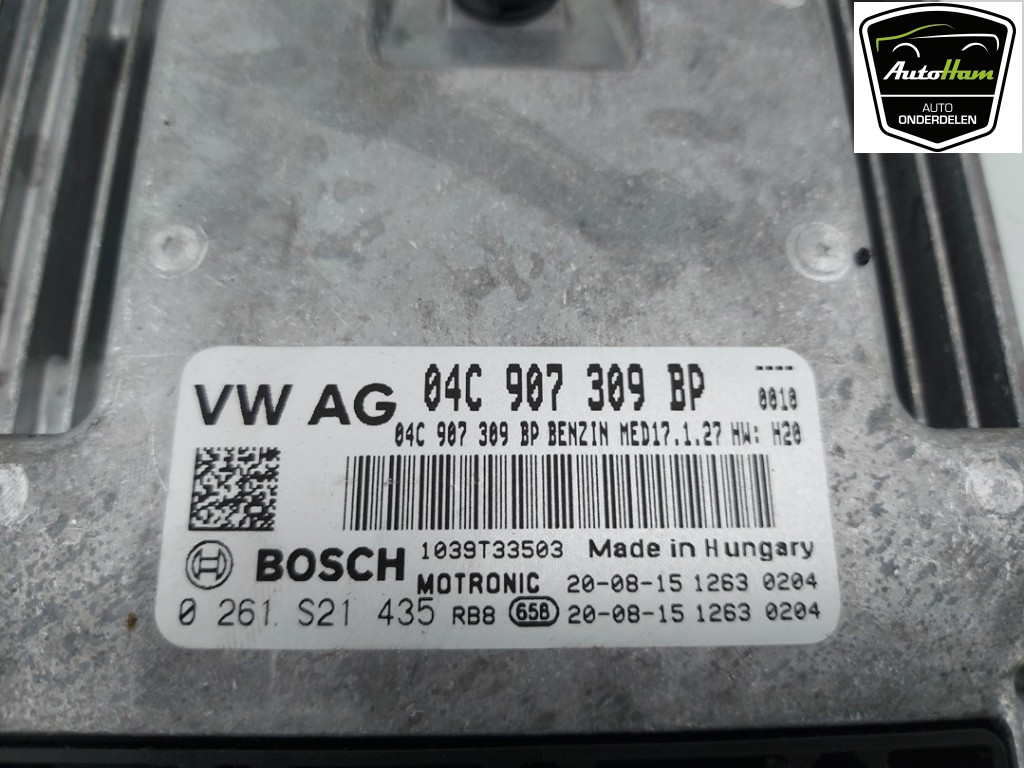 AutoHam
AUTO
ONDERDELEN
VW AG 04C 907 309 BP ----
0010
04C 907 309 BP BENZIN MED17.1.27 HW: H20
BOSCH 1039T33503 Made in Hungary
MOTRONIC 20-08-15 1263 0204
0 261 S21 435 RB8 658 20-08-15 1263 0204